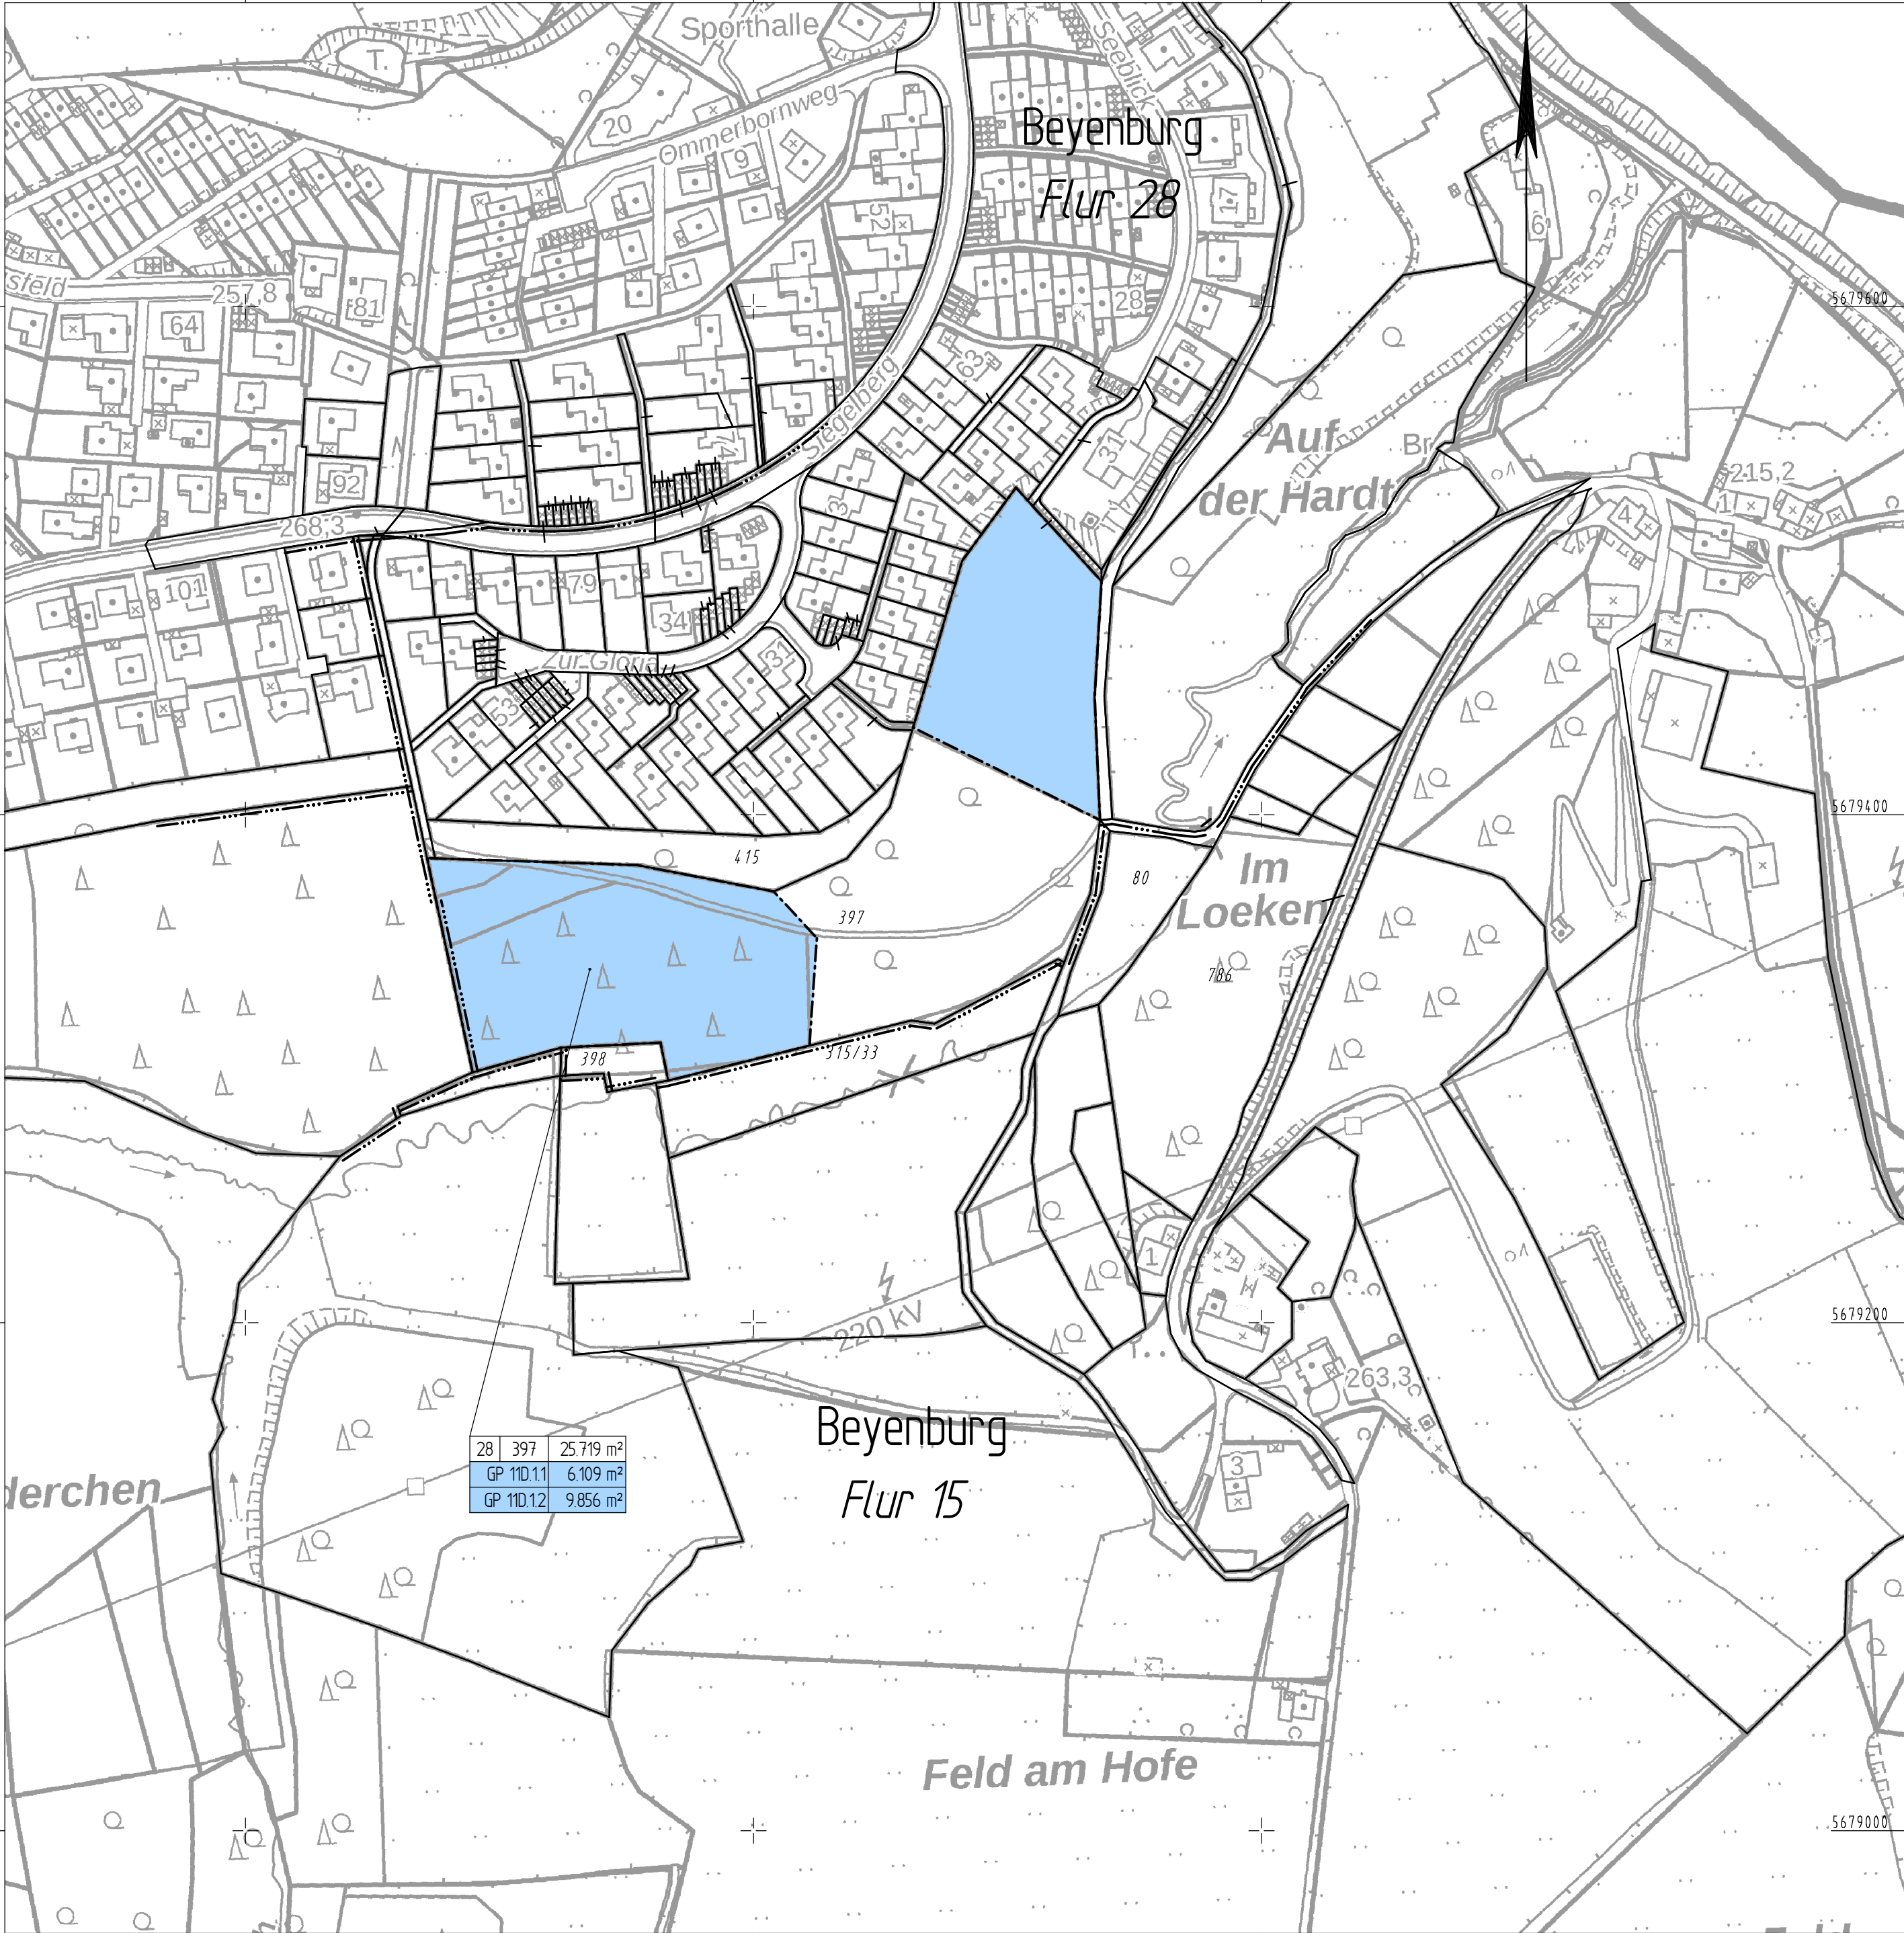 Sporthalle
T.
Seeblick
20
Ommerbornweg
9
Beyenburg
Flur 28
52
17
6
sfeld
257,8
81
64
28
5679600
63
Siegelberg
74
31
Auf
der Hardt
Br
92
268,3
3
215,2
1
4
101
79
34
Zur Gloria
31
53
5679400
415
80
Im
Loeken
397
786
398
315/33
1
220 kV
5679200
263,3
Beyenburg
Flur 15
28 397 25.719 m²
GP 11D.1.1 6.109 m²
GP 11D.1.2 9.856 m²
derchen
3
Feld am Hofe
5679000